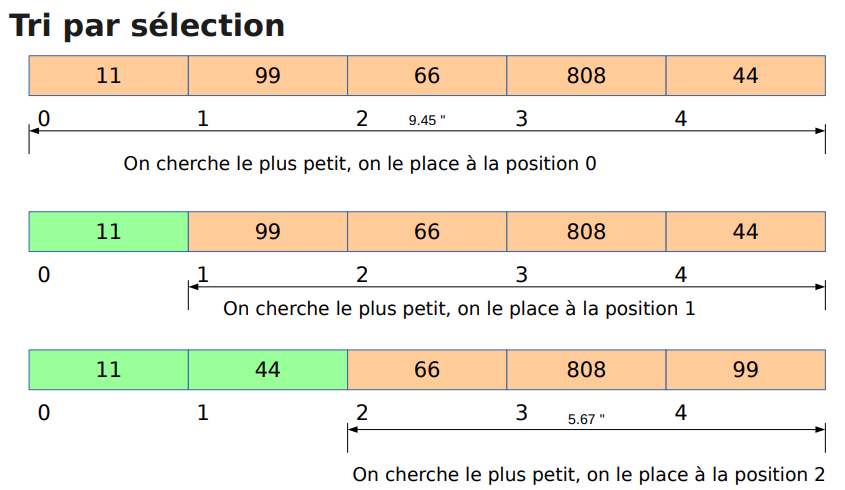 Tri par sélection
11 99 66 808 44
0 1 2 9.45 " 3 4
On cherche le plus petit, on le place à la position 0
11 99 66 808 44
0 1 2 3 4
On cherche le plus petit, on le place à la position 1
11 44 66 808 99
0 1 2 3 5.67 " 4
On cherche le plus petit, on le place à la position 2